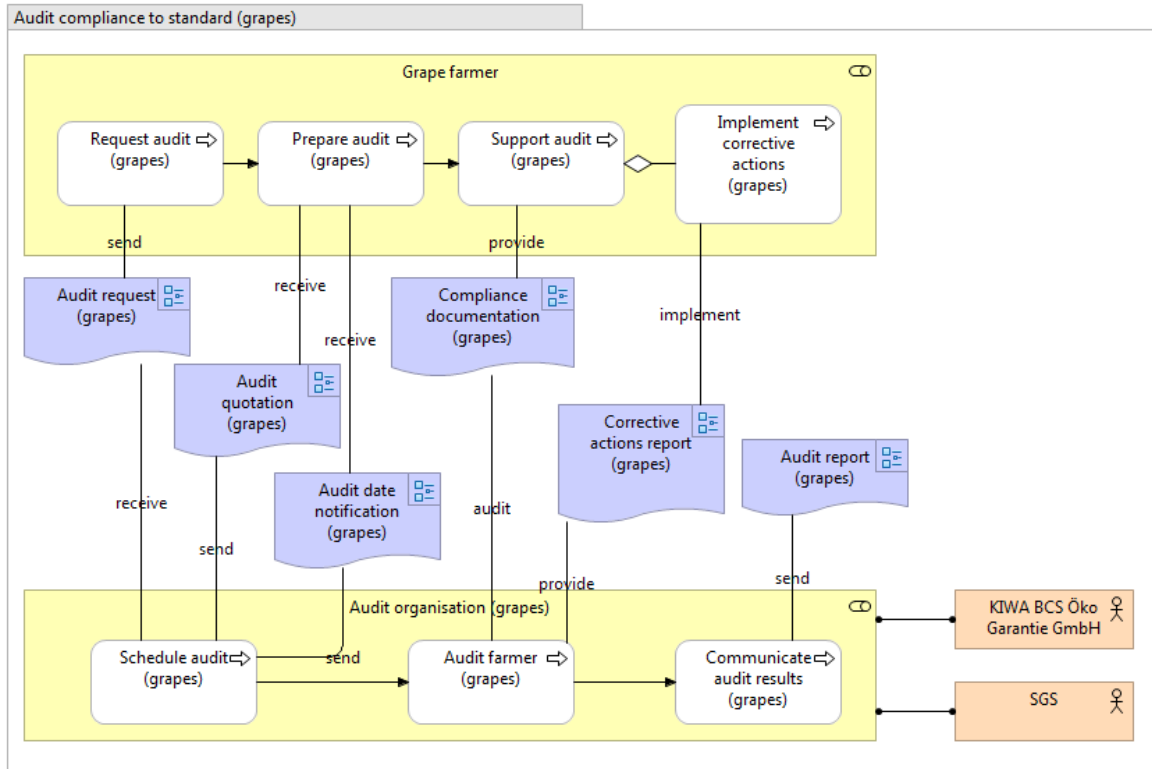 Audit compliance to standard (grapes)
Grape farmer
Request audit
(grapes)
Prepare audit
(grapes)
Support audit
(grapes)
Implement
corrective
actions
(grapes)
send
provide
receive
implement
receive
Audit request
(grapes)
Audit
quotation
(grapes)
Audit date
notification
(grapes)
Compliance
documentation
(grapes)
Corrective
actions report
(grapes)
Audit report
(grapes)
receive
send
audit
provide
send
send
Audit organisation (grapes)
Schedule audit
(grapes)
Audit farmer
(grapes)
Communicate
audit results
(grapes)
KIWA BCS Öko
Garantie GmbH
SGS